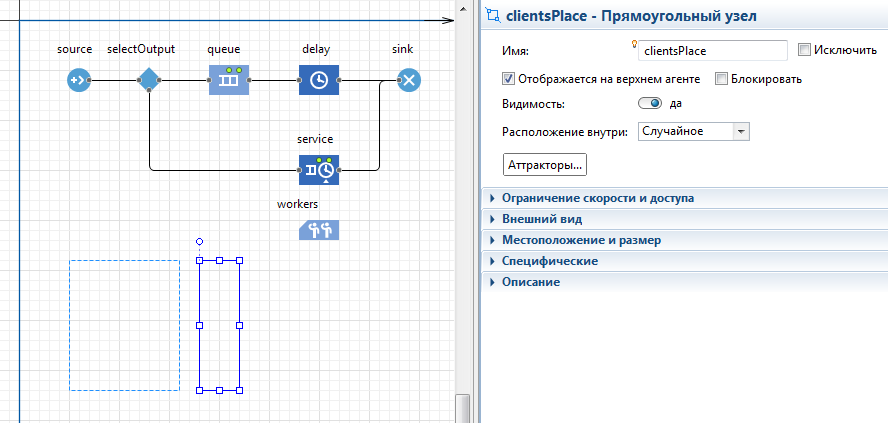 source
selectOutput
queue
delay
sink
service
workers
clientsPlace - Прямоугольный узел
Имя: clientsPlace Исключить
Отображается на верхнем агенте Блокировать
Видимость: да
Расположение внутри: Случайное
Аттракторы...
Ограничение скорости и доступа
Внешний вид
Местоположение и размер
Специфические
Описание